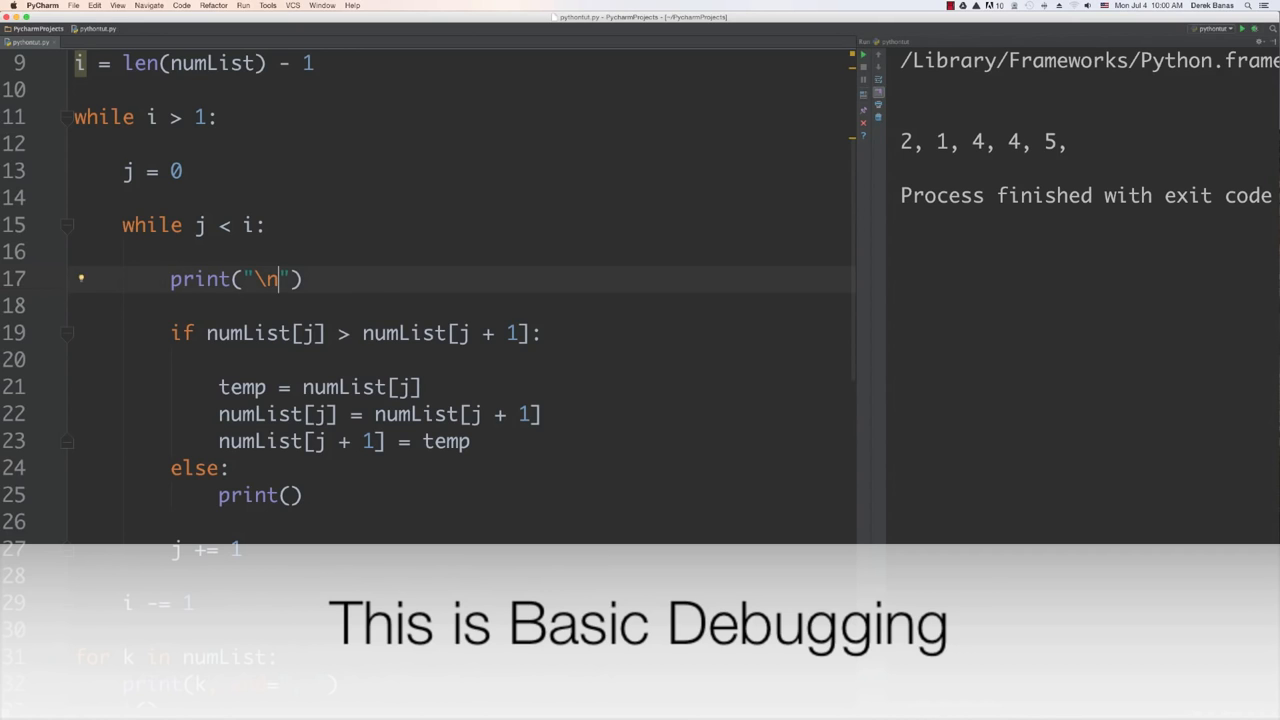 PyCharm File Edit View Navigate Code Refactor Run Tools VCS Window Help
10 Mon Jul 4 10:00 AM Derek Banas
pythontut.py - PycharmProjects - [~/PycharmProjects]
PycharmProjects pythontut.py
pythontut
pythontut.py
Run: pythontut
9 i = len(numList) - 1
10
11 while i > 1:
12
13 j = 0
14
15 while j < i:
16
17 print("\n")
18
19 if numList[j] > numList[j + 1]:
20
21 temp = numList[j]
22 numList[j] = numList[j + 1]
23 numList[j + 1] = temp
24 else:
25 print()
26
27 j += 1
28
29 i -= 1
30
31 for k in numList:
32 print(k, )
/Library/Frameworks/Python.frame
2, 1, 4, 4, 5,
Process finished with exit code
This is Basic Debugging